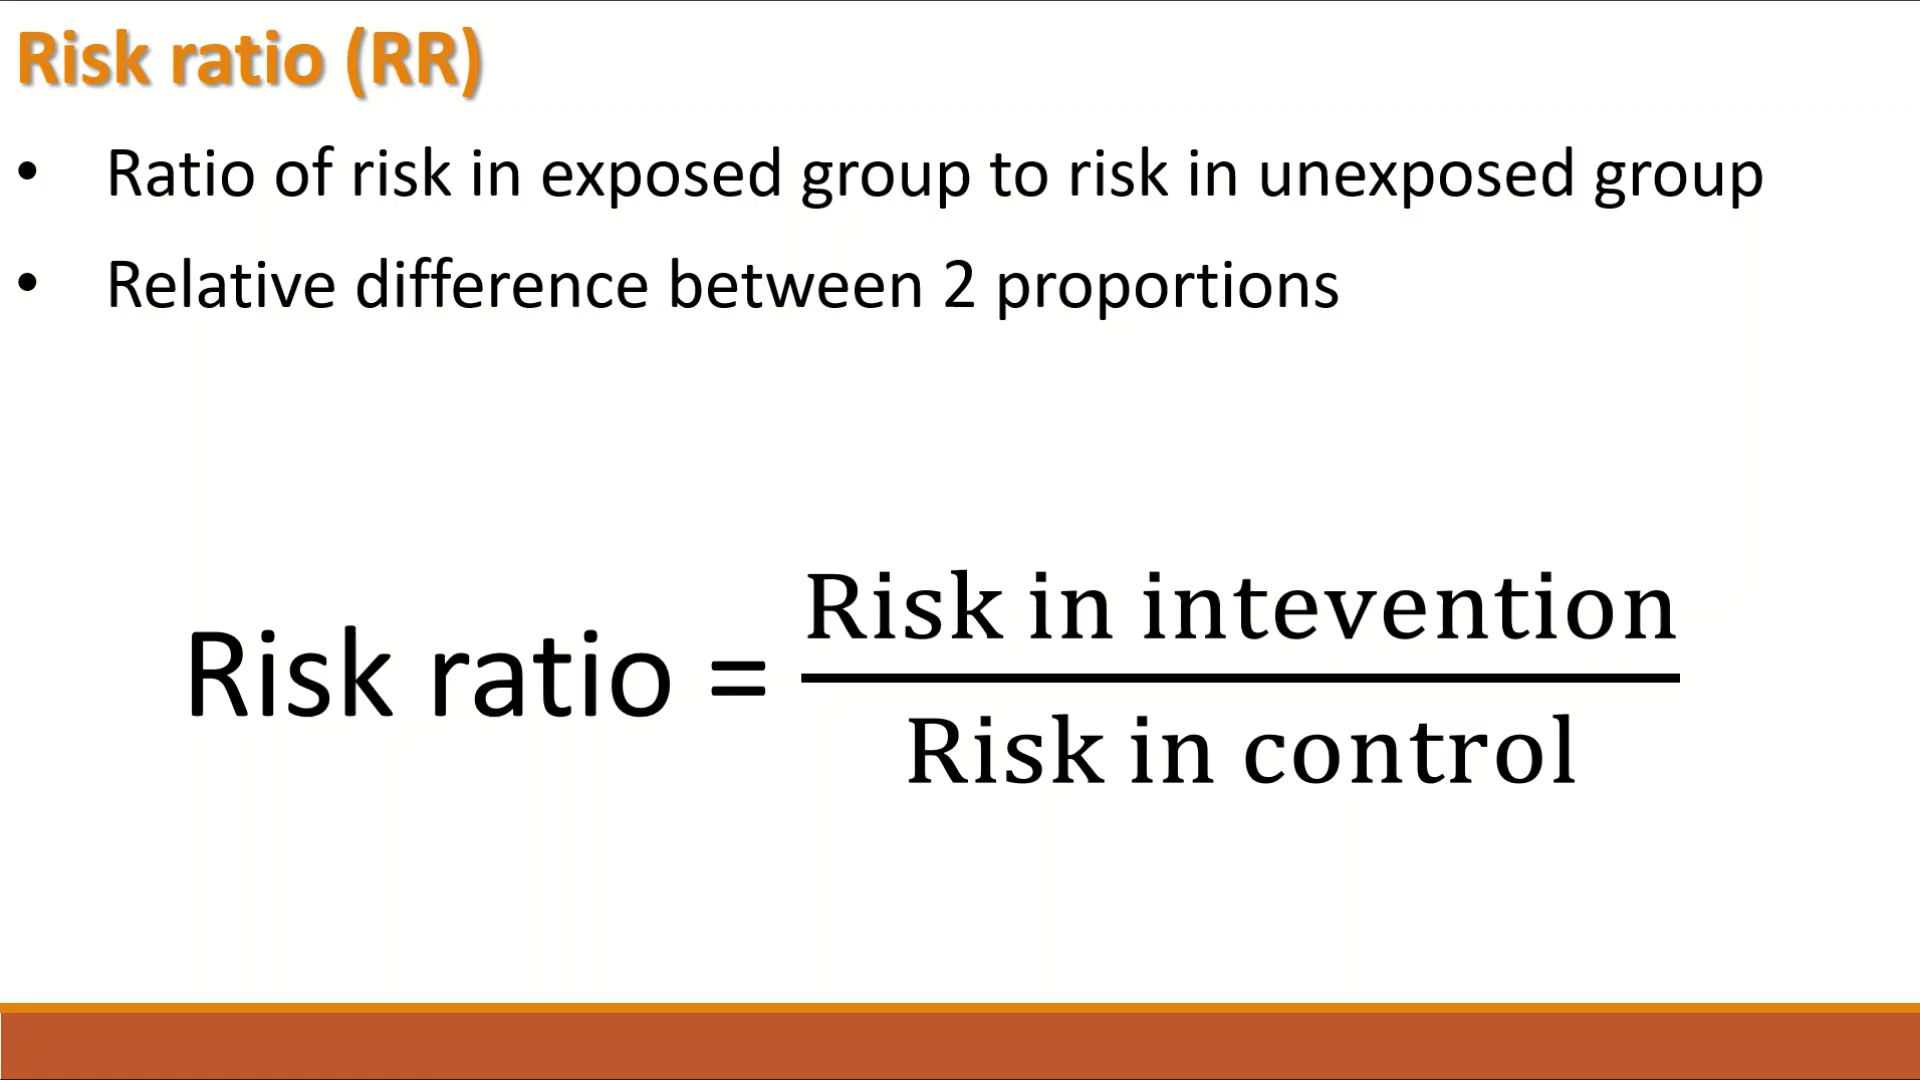 Risk ratio (RR)
• Ratio of risk in exposed group to risk in unexposed group
• Relative difference between 2 proportions
Risk in intevention
Risk ratio =
Risk in control